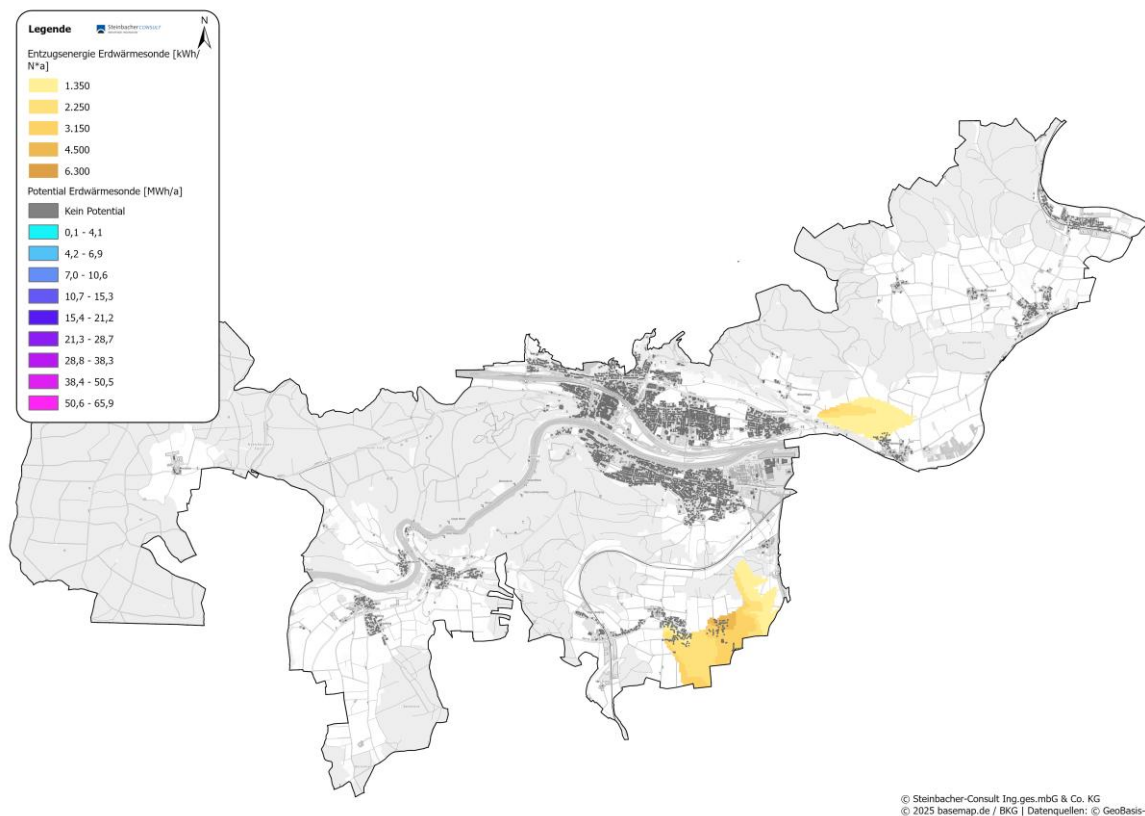 Legende
Steinbacher CONSULT
N
Entzugsenergie Erdwärmesonde [kWh/
N*a]
1.350
2.250
3.150
4.500
6.300
Potential Erdwärmesonde [MWh/a]
Kein Potential
0,1 - 4,1
4,2 - 6,9
7,0 - 10,6
10,7 - 15,3
15,4 - 21,2
21,3 - 28,7
28,8 - 38,3
38,4 - 50,5
50,6 - 65,9
© Steinbacher-Consult Ing.ges.mbG & Co. KG
© 2025 basemap.de / BKG | Datenquellen: © GeoBasis-